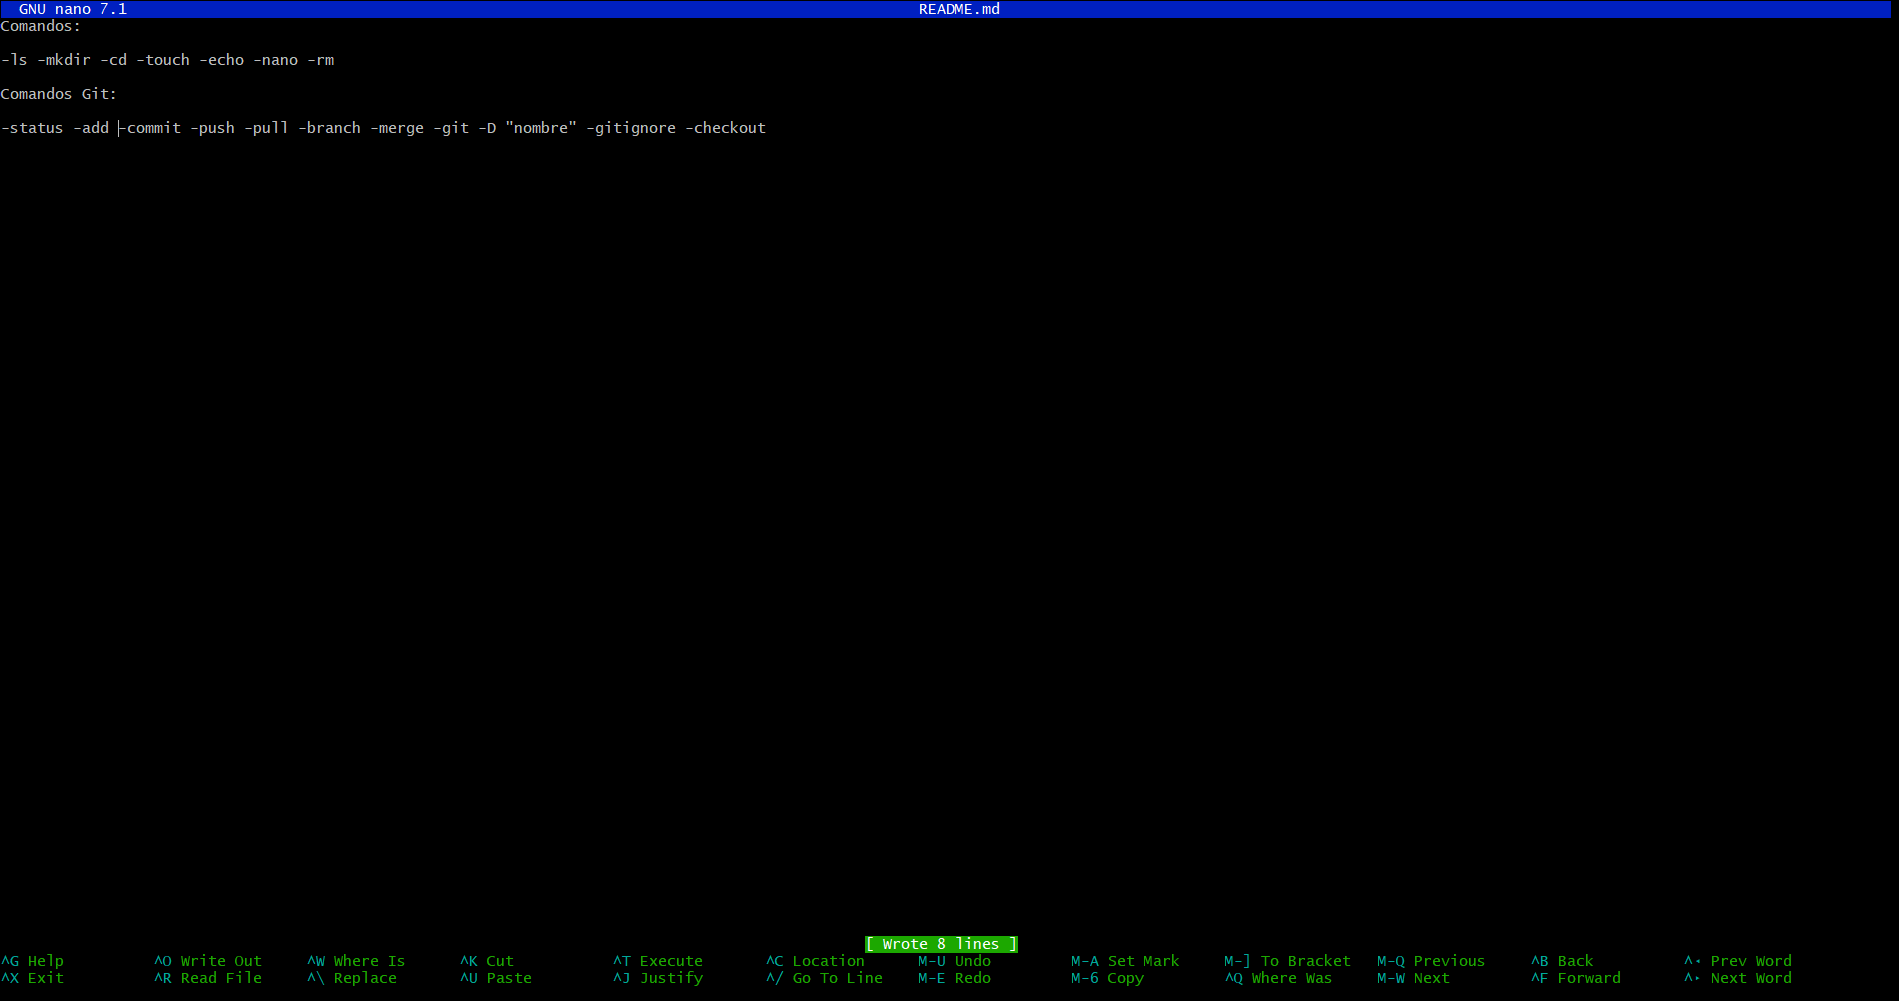 GNU nano 7.1 README.md
Comandos:
-ls -mkdir -cd -touch -echo -nano -rm
Comandos Git:
-status -add -commit -push -pull -branch -merge -git -D "nombre" -gitignore -checkout
[ Wrote 8 lines ]
^G Help ^O Write Out ^W Where Is ^K Cut ^T Execute ^C Location M-U Undo M-A Set Mark M-] To Bracket M-Q Previous ^B Back ^◂ Prev Word
^X Exit ^R Read File ^\ Replace ^U Paste ^J Justify ^/ Go To Line M-E Redo M-6 Copy ^Q Where Was M-W Next ^F Forward ^▸ Next Word